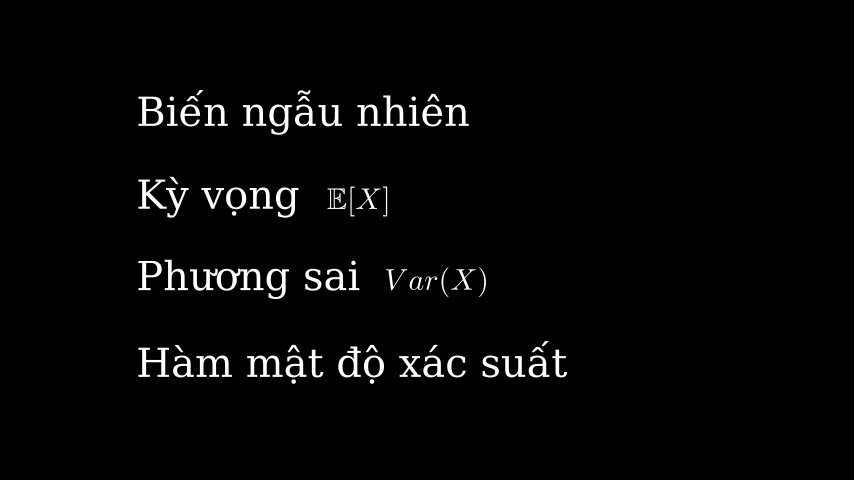 Biến ngẫu nhiên
Kỳ vọng 𝔼[X]
Phương sai Var(X)
Hàm mật độ xác suất